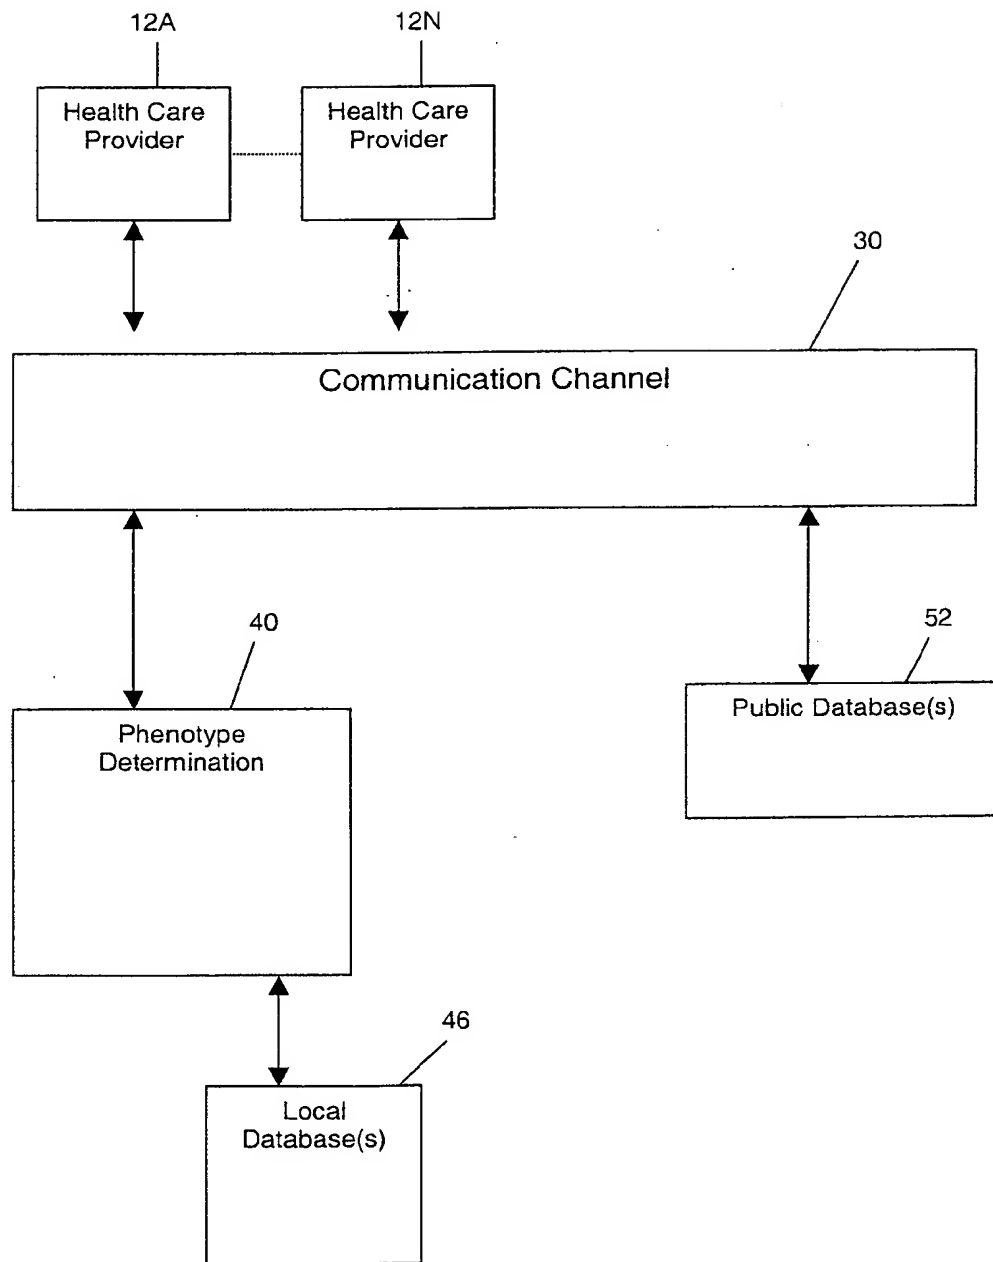 12A
12N
Health Care
Provider
Health Care
Provider
30
Communication Channel
40
52
Phenotype
Determination
Public Database(s)
46
Local
Database(s)